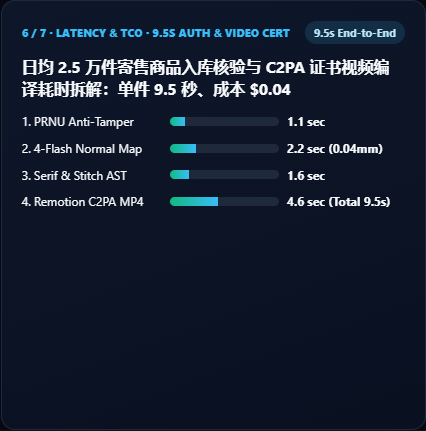 6 / 7 · LATENCY & TCO · 9.5S AUTH & VIDEO CERT
9.5s End-to-End
日均 2.5 万件寄售商品入库核验与 C2PA 证书视频编
译耗时拆解：单件 9.5 秒、成本 $0.04
1. PRNU Anti-Tamper 1.1 sec
2. 4-Flash Normal Map 2.2 sec (0.04mm)
3. Serif & Stitch AST 1.6 sec
4. Remotion C2PA MP4 4.6 sec (Total 9.5s)